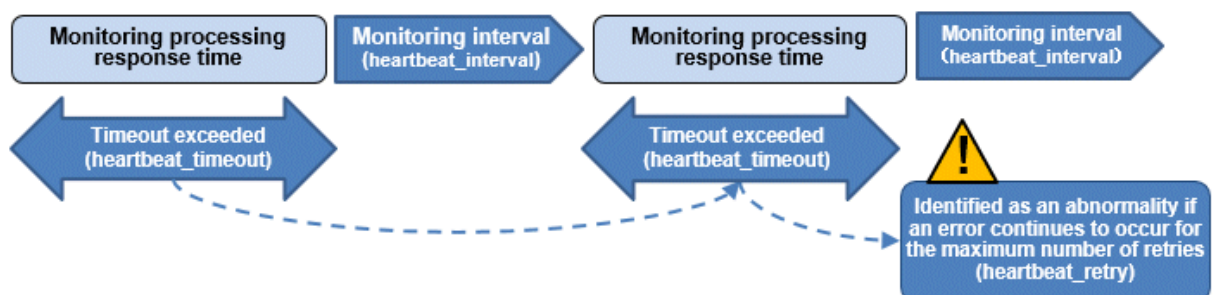 Monitoring processing
response time
Monitoring interval
(heartbeat_interval)
Monitoring processing
response time
Monitoring interval
(heartbeat_interval)
Timeout exceeded
(heartbeat_timeout)
Timeout exceeded
(heartbeat_timeout)
!
Identified as an abnormality if
an error continues to occur for
the maximum number of retries
(heartbeat_retry)